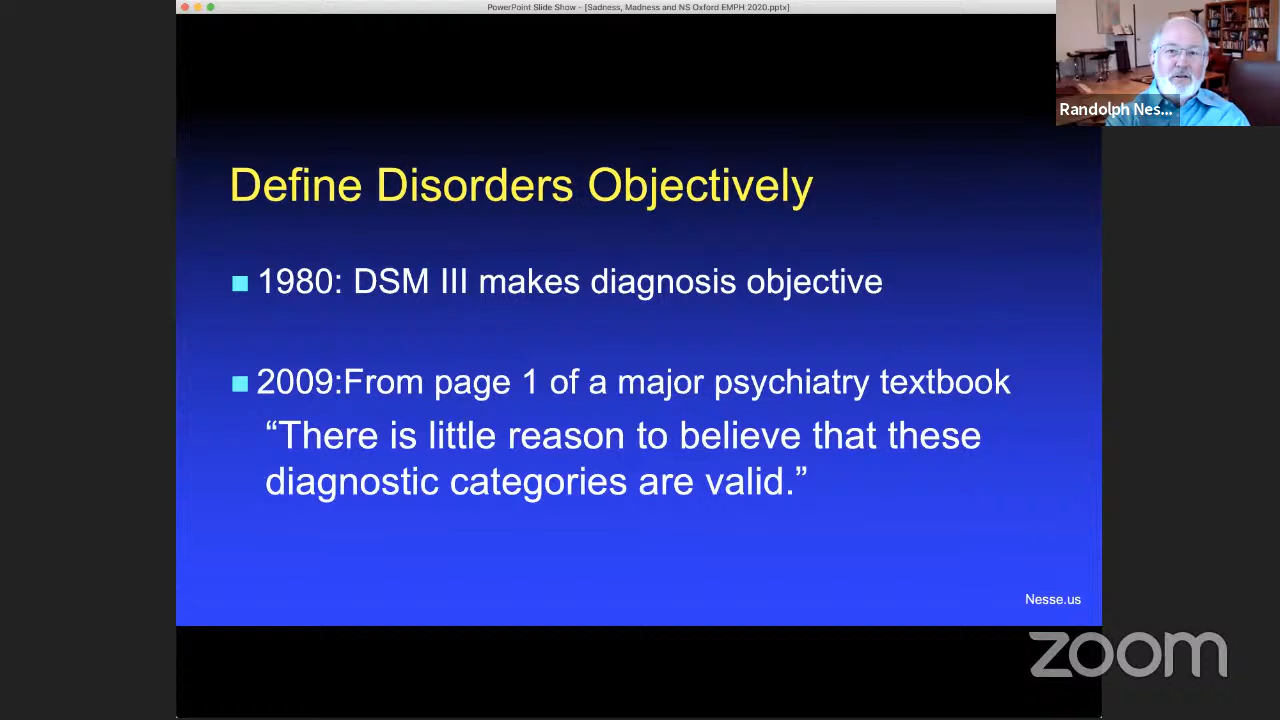 PowerPoint Slide Show - [Sadness, Madness and NS Oxford EMPH 2020.pptx]
Randolph Nes...
Define Disorders Objectively
1980: DSM III makes diagnosis objective
2009:From page 1 of a major psychiatry textbook
“There is little reason to believe that these
diagnostic categories are valid.”
Nesse.us
zoom